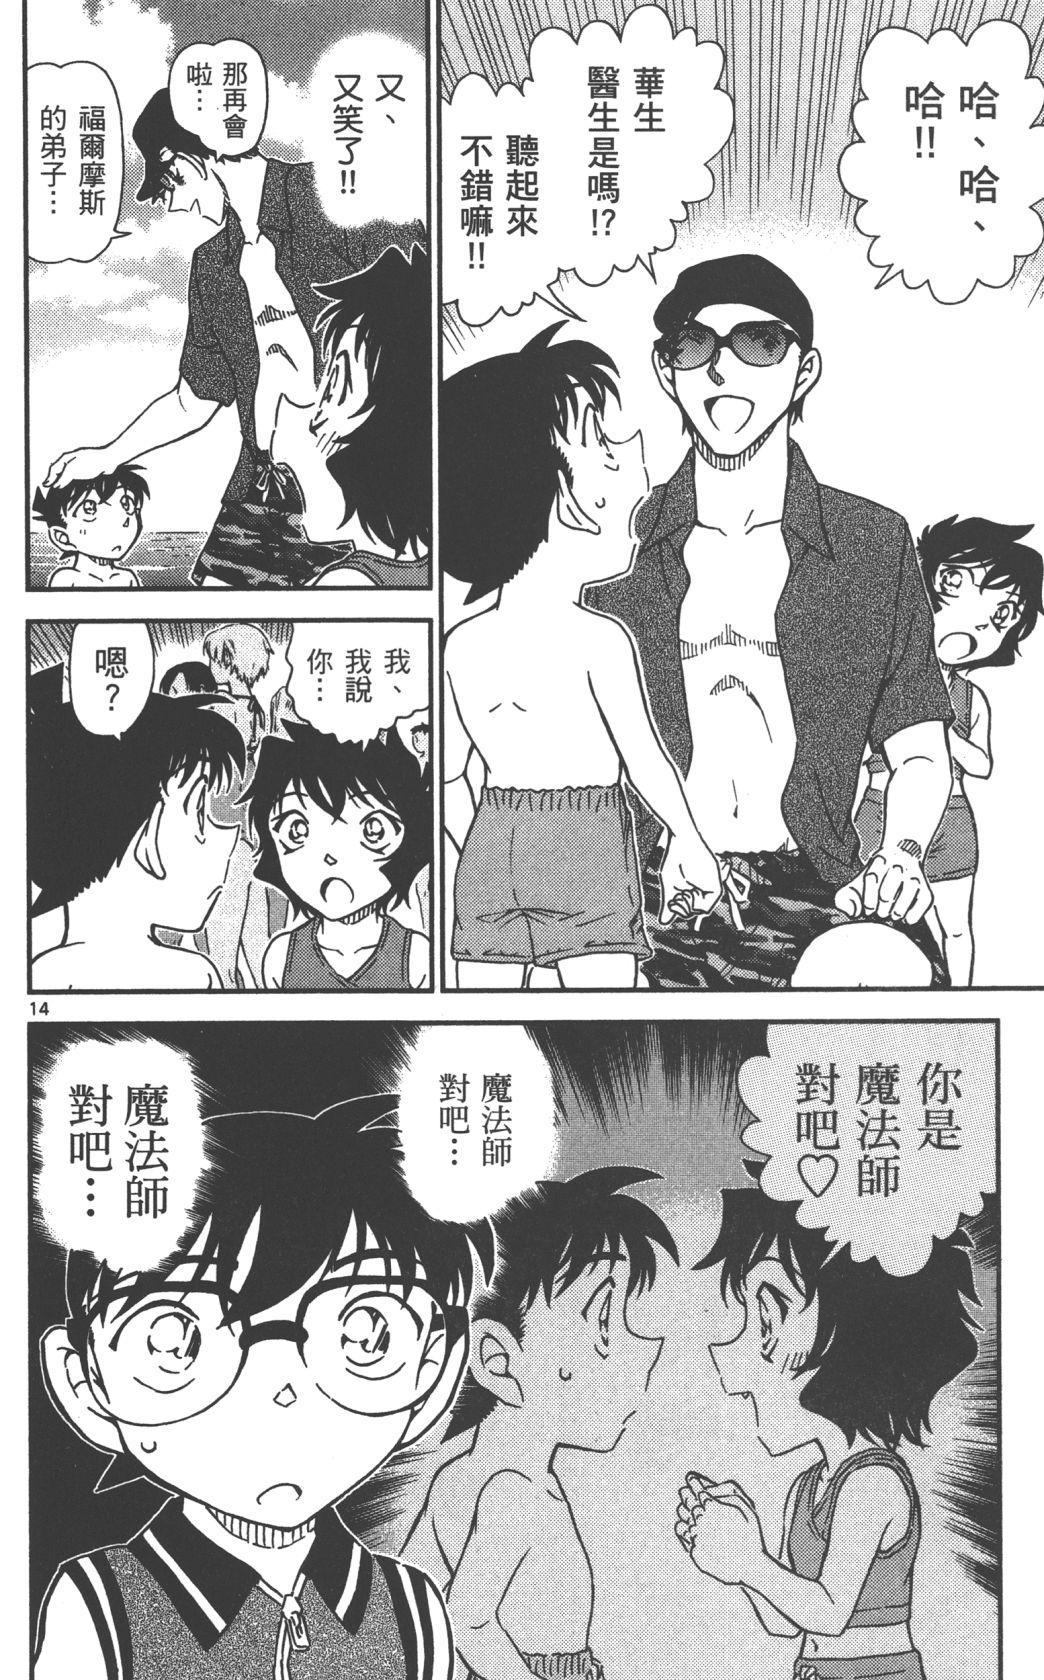 哈、哈、
哈!!
華生
醫生是嗎!?
聽起來
不錯嘛!!
又、
又笑了!!
那再會
啦…
福爾摩斯
的弟子…
我、
我說
你…
嗯?
14
你是
魔法師
對吧♡
魔法師
對吧…
魔法師
對吧…